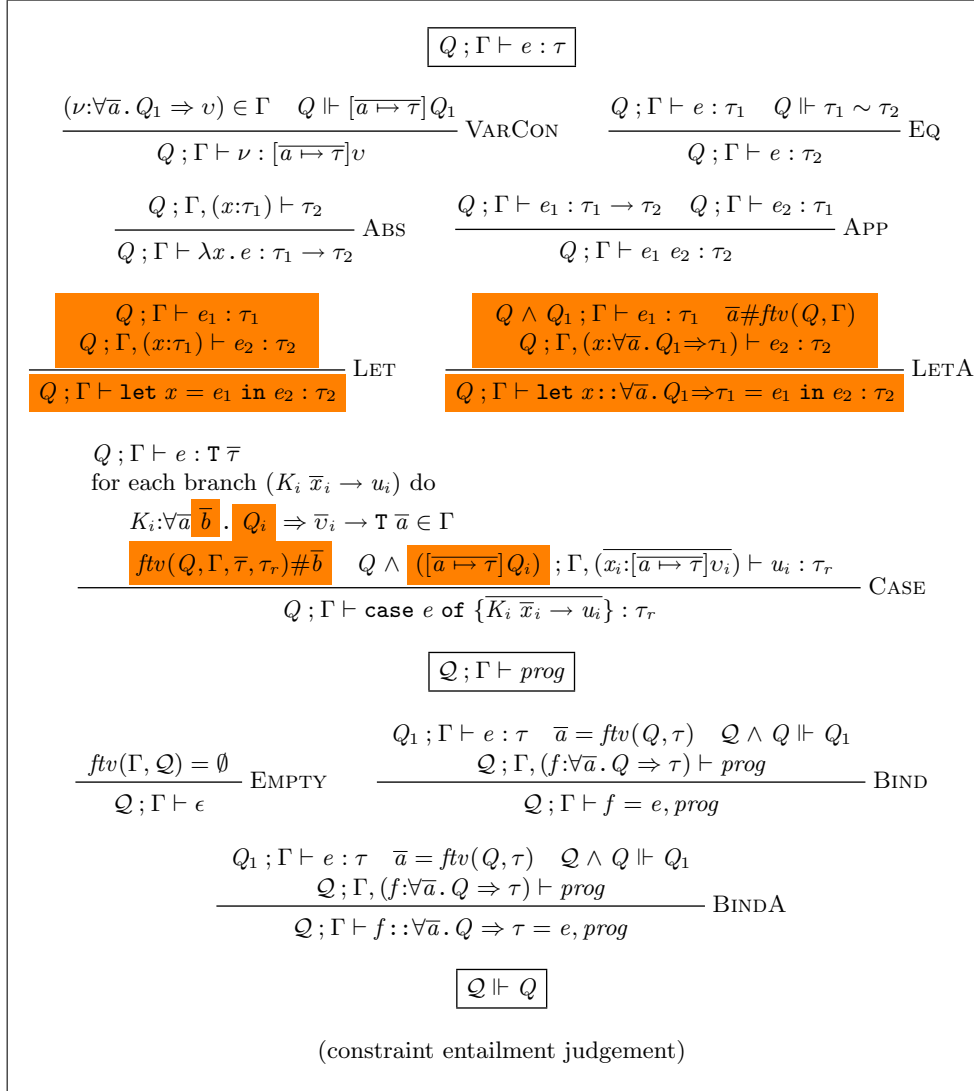 Q ; Γ ⊢ e : τ
(ν:∀a̅. Q₁ ⇒ υ) ∈ Γ    Q ⊩ [a̅ ↦ τ̅]Q₁
Q ; Γ ⊢ ν : [a̅ ↦ τ̅]υ
VarCon
Q ; Γ ⊢ e : τ₁    Q ⊩ τ₁ ∼ τ₂
Q ; Γ ⊢ e : τ₂
Eq
Q ; Γ, (x:τ₁) ⊢ τ₂
Q ; Γ ⊢ λx . e : τ₁ → τ₂
Abs
Q ; Γ ⊢ e₁ : τ₁ → τ₂    Q ; Γ ⊢ e₂ : τ₁
Q ; Γ ⊢ e₁ e₂ : τ₂
App
Q ; Γ ⊢ e₁ : τ₁
Q ; Γ, (x:τ₁) ⊢ e₂ : τ₂
Q ; Γ ⊢ let x = e₁ in e₂ : τ₂
Let
Q ∧ Q₁ ; Γ ⊢ e₁ : τ₁    a̅#ftv(Q, Γ)
Q ; Γ, (x:∀a̅. Q₁⇒τ₁) ⊢ e₂ : τ₂
Q ; Γ ⊢ let x::∀a̅. Q₁⇒τ₁ = e₁ in e₂ : τ₂
LetA
Q ; Γ ⊢ e : T τ̅
for each branch (Kᵢ x̅ᵢ → uᵢ) do
Kᵢ:∀a̅ b̅ . Qᵢ ⇒ υ̅ᵢ → T a̅ ∈ Γ
ftv(Q, Γ, τ̅, τᵣ)#b̅    Q ∧ ([a̅ ↦ τ̅]Qᵢ) ; Γ, (xᵢ:[a̅ ↦ τ̅]υᵢ) ⊢ uᵢ : τᵣ
Q ; Γ ⊢ case e of {Kᵢ x̅ᵢ → uᵢ} : τᵣ
Case
𝒬 ; Γ ⊢ prog
ftv(Γ, 𝒬) = ∅
𝒬 ; Γ ⊢ ϵ
Empty
Q₁ ; Γ ⊢ e : τ    a̅ = ftv(Q, τ)    𝒬 ∧ Q ⊩ Q₁
𝒬 ; Γ, (f:∀a̅. Q ⇒ τ) ⊢ prog
𝒬 ; Γ ⊢ f = e, prog
Bind
Q₁ ; Γ ⊢ e : τ    a̅ = ftv(Q, τ)    𝒬 ∧ Q ⊩ Q₁
𝒬 ; Γ, (f:∀a̅. Q ⇒ τ) ⊢ prog
𝒬 ; Γ ⊢ f::∀a̅. Q ⇒ τ = e, prog
BindA
𝒬 ⊩ Q
(constraint entailment judgement)